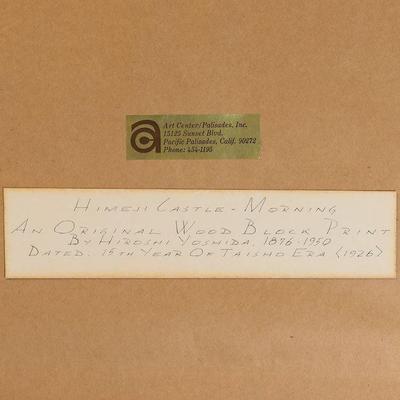 Art Center/Palisades, Inc.
15125 Sunset Blvd.
Pacific Palisades, Calif. 90272
Phone: 454-1195
HIMEJI CASTLE - MORNING
AN ORIGINAL WOOD BLOCK PRINT
BY HIROSHI YOSHIDA, 1876-1950
DATED: 15TH YEAR OF TAISHO ERA (1926)